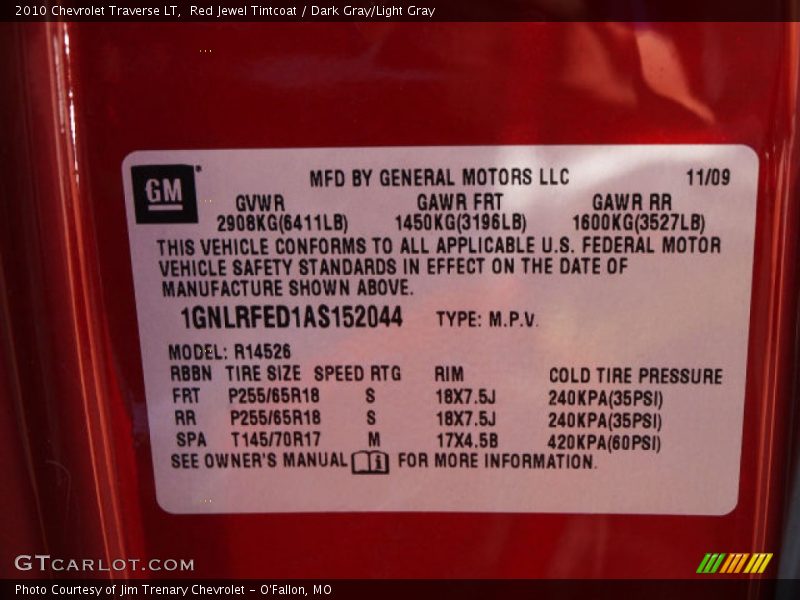 2010 Chevrolet Traverse LT,  Red Jewel Tintcoat / Dark Gray/Light Gray
GM MFD BY GENERAL MOTORS LLC 11/09
GVWR GAWR FRT GAWR RR
2908KG(6411LB) 1450KG(3196LB) 1600KG(3527LB)
THIS VEHICLE CONFORMS TO ALL APPLICABLE U.S. FEDERAL MOTOR
VEHICLE SAFETY STANDARDS IN EFFECT ON THE DATE OF
MANUFACTURE SHOWN ABOVE.
1GNLRFED1AS152044 TYPE: M.P.V.
MODEL: R14526
RBBN TIRE SIZE SPEED RTG RIM COLD TIRE PRESSURE
FRT P255/65R18 S 18X7.5J 240KPA(35PSI)
RR P255/65R18 S 18X7.5J 240KPA(35PSI)
SPA T145/70R17 M 17X4.5B 420KPA(60PSI)
SEE OWNER'S MANUAL FOR MORE INFORMATION.
GTCARLOT.COM
Photo Courtesy of Jim Trenary Chevrolet - O'Fallon, MO